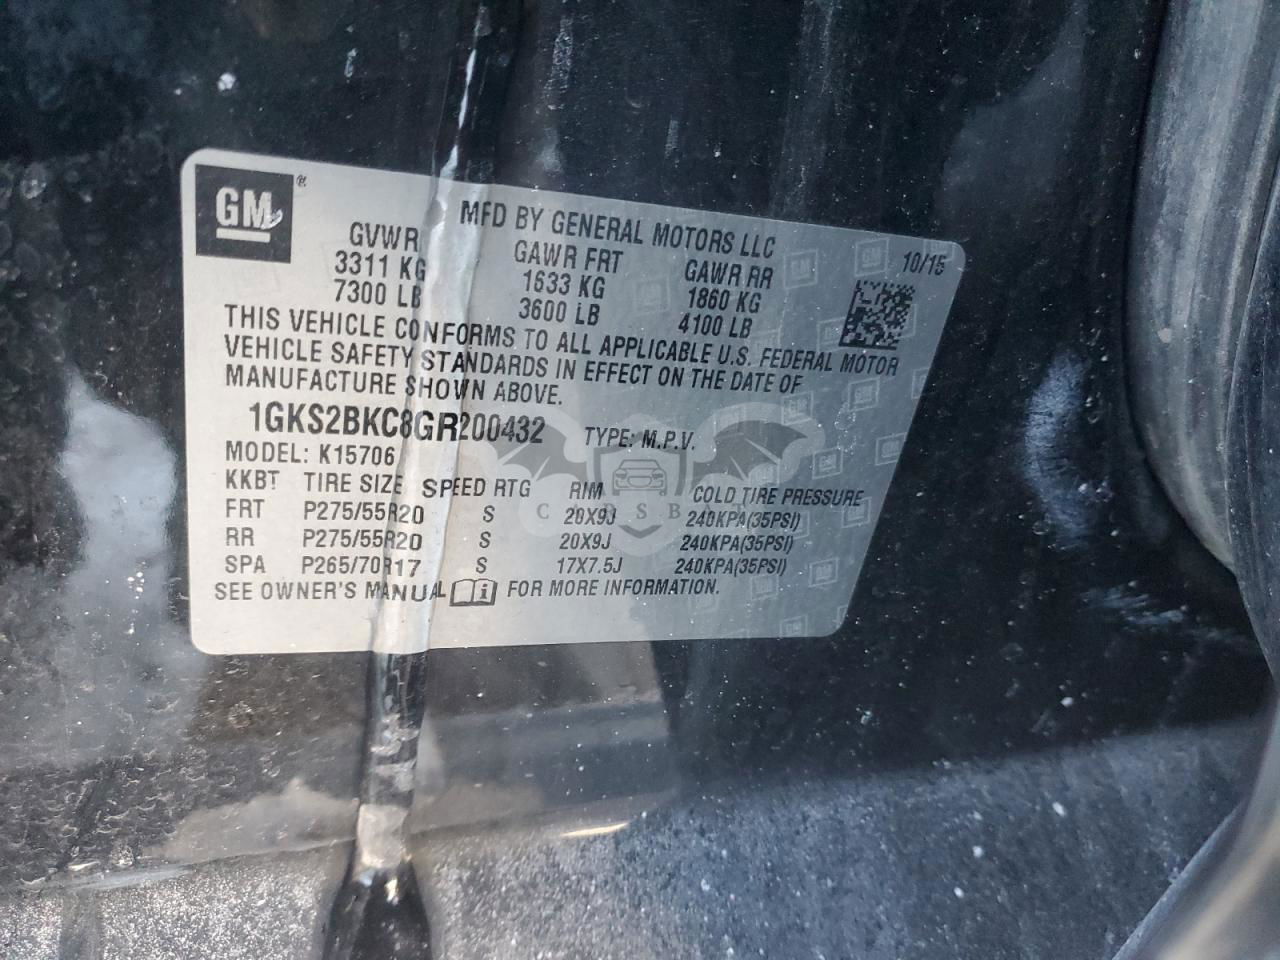 GM®
MFD BY GENERAL MOTORS LLC
10/15
GVWR GAWR FRT GAWR RR
3311 KG 1633 KG 1860 KG
7300 LB 3600 LB 4100 LB
THIS VEHICLE CONFORMS TO ALL APPLICABLE U.S. FEDERAL MOTOR
VEHICLE SAFETY STANDARDS IN EFFECT ON THE DATE OF
MANUFACTURE SHOWN ABOVE.
1GKS2BKC8GR200432 TYPE: M.P.V.
MODEL: K15706
KKBT TIRE SIZE SPEED RTG RIM COLD TIRE PRESSURE
FRT P275/55R20 S 20X9J 240KPA(35PSI)
RR P275/55R20 S 20X9J 240KPA(35PSI)
SPA P265/70R17 S 17X7.5J 240KPA(35PSI)
SEE OWNER'S MANUAL FOR MORE INFORMATION.